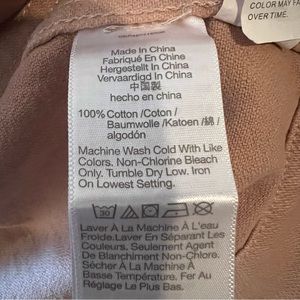 COLOR MAY FA
OVER TIME.
Made In China
Fabriqué En Chine
Hergestellt In China
Vervaardigd In China
中国製
hecho en china
100% Cotton /Coton /
Baumwolle /Katoen /綿 /
algodón
Machine Wash Cold With Like
Colors. Non-Chlorine Bleach
Only. Tumble Dry Low. Iron
On Lowest Setting.
30
Laver À La Machine À L'eau
Froide.Laver En Séparant Les
Couleurs. Seulement Agent
De Blanchiment Non-Chloric.
Sécher À La Machine À
Basse Température.Fer Au
Réglage Le Plus Bas.